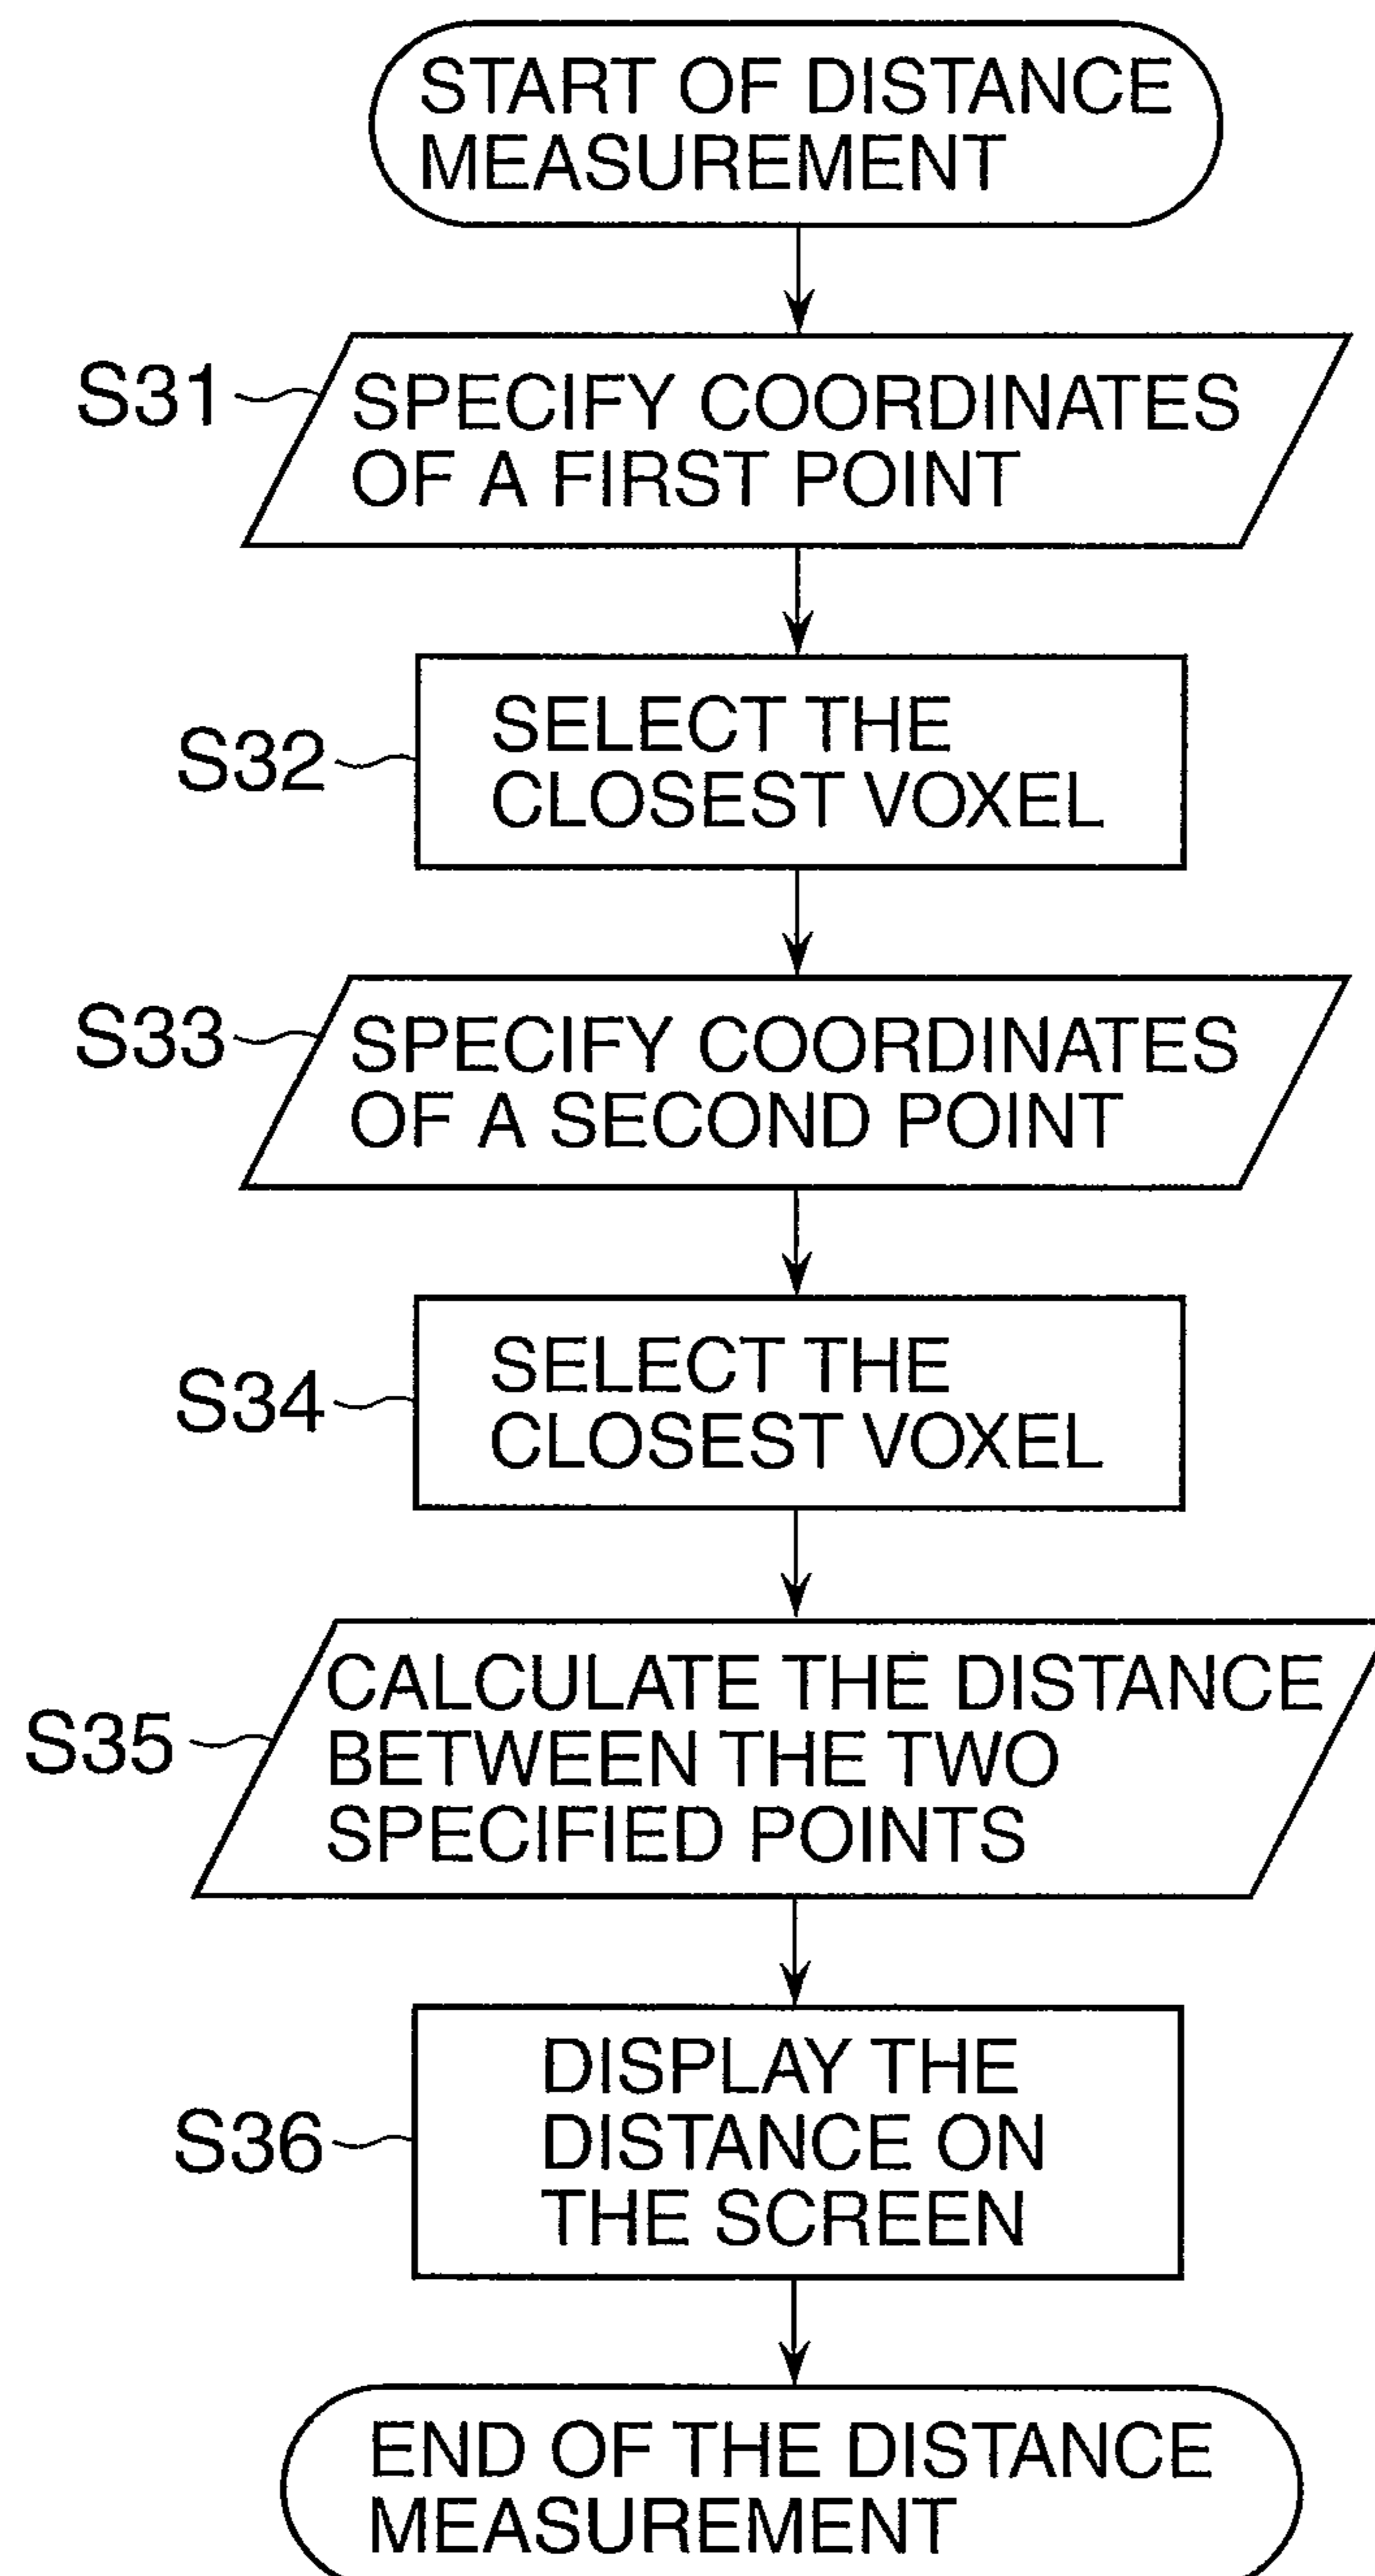 START OF DISTANCE
MEASUREMENT
S31
SPECIFY COORDINATES
OF A FIRST POINT
S32
SELECT THE
CLOSEST VOXEL
S33
SPECIFY COORDINATES
OF A SECOND POINT
S34
SELECT THE
CLOSEST VOXEL
S35
CALCULATE THE DISTANCE
BETWEEN THE TWO
SPECIFIED POINTS
S36
DISPLAY THE
DISTANCE ON
THE SCREEN
END OF THE DISTANCE
MEASUREMENT